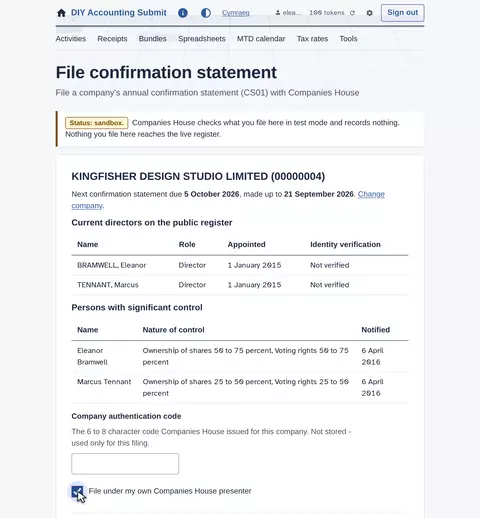 DIY Accounting Submit
Cymraeg
elea...
100 tokens
Sign out
Activities Receipts Bundles Spreadsheets MTD calendar Tax rates Tools
File confirmation statement
File a company's annual confirmation statement (CS01) with Companies House
Status: sandbox. Companies House checks what you file here in test mode and records nothing.
Nothing you file here reaches the live register.
KINGFISHER DESIGN STUDIO LIMITED (00000004)
Next confirmation statement due 5 October 2026, made up to 21 September 2026. Change
company.
Current directors on the public register
Name Role Appointed Identity verification
BRAMWELL, Eleanor Director 1 January 2015 Not verified
TENNANT, Marcus Director 1 January 2015 Not verified
Persons with significant control
Name Nature of control Notified
Eleanor Ownership of shares 50 to 75 percent, Voting rights 50 to 75 6 April
Bramwell percent 2016
Marcus Tennant Ownership of shares 25 to 50 percent, Voting rights 25 to 50 6 April
percent 2016
Company authentication code
The 6 to 8 character code Companies House issued for this company. Not stored -
used only for this filing.
File under my own Companies House presenter